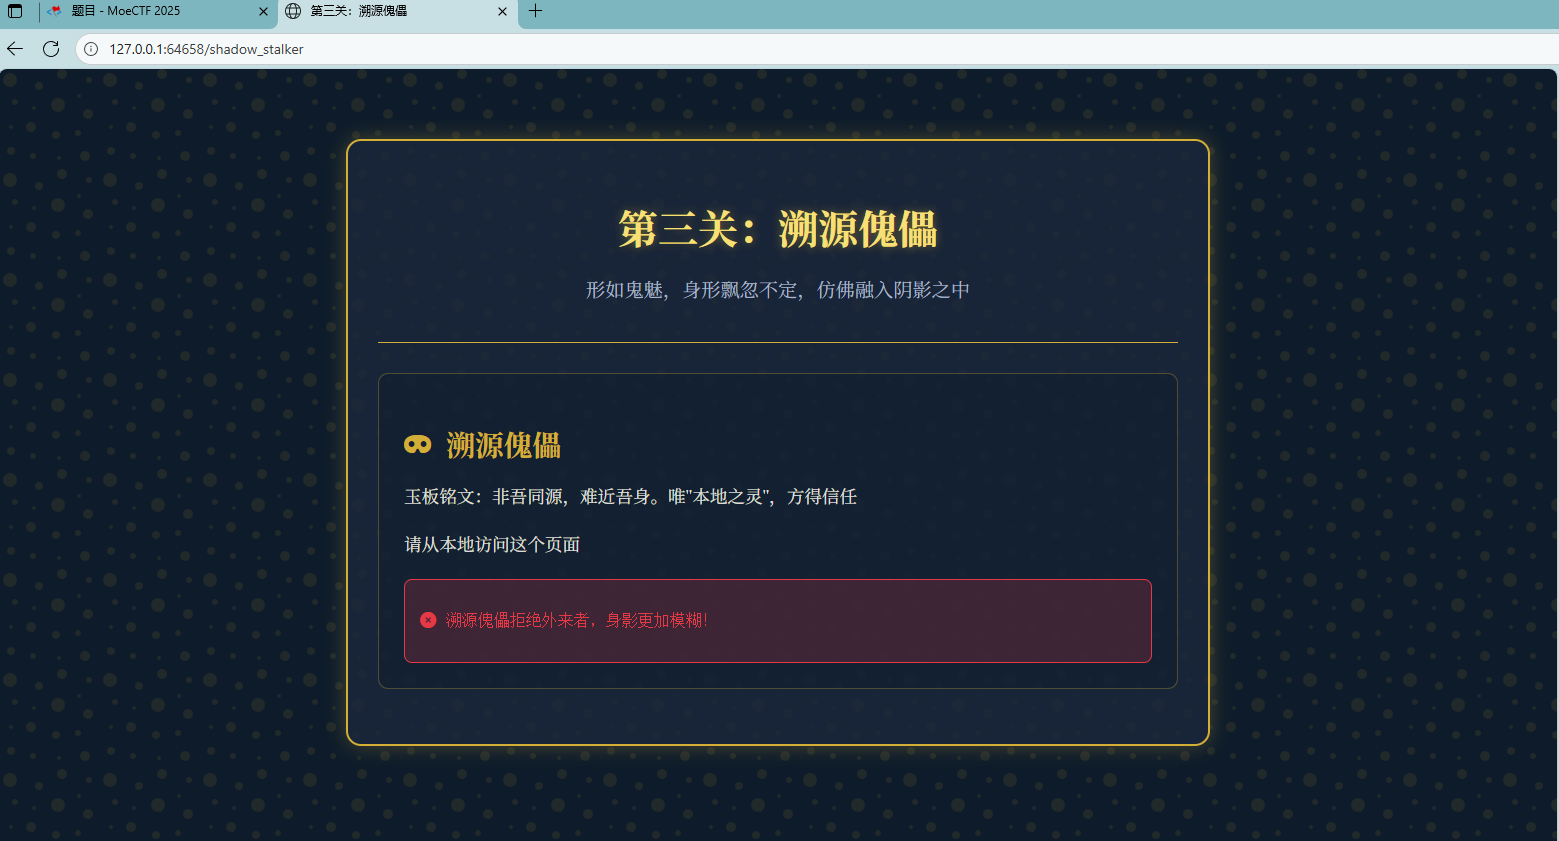 题目 - MoeCTF 2025
第三关：溯源傀儡
127.0.0.1:64658/shadow_stalker
第三关：溯源傀儡
形如鬼魅，身形飘忽不定，仿佛融入阴影之中
溯源傀儡
玉板铭文：非吾同源，难近吾身。唯"本地之灵"，方得信任
请从本地访问这个页面
溯源傀儡拒绝外来者，身影更加模糊！